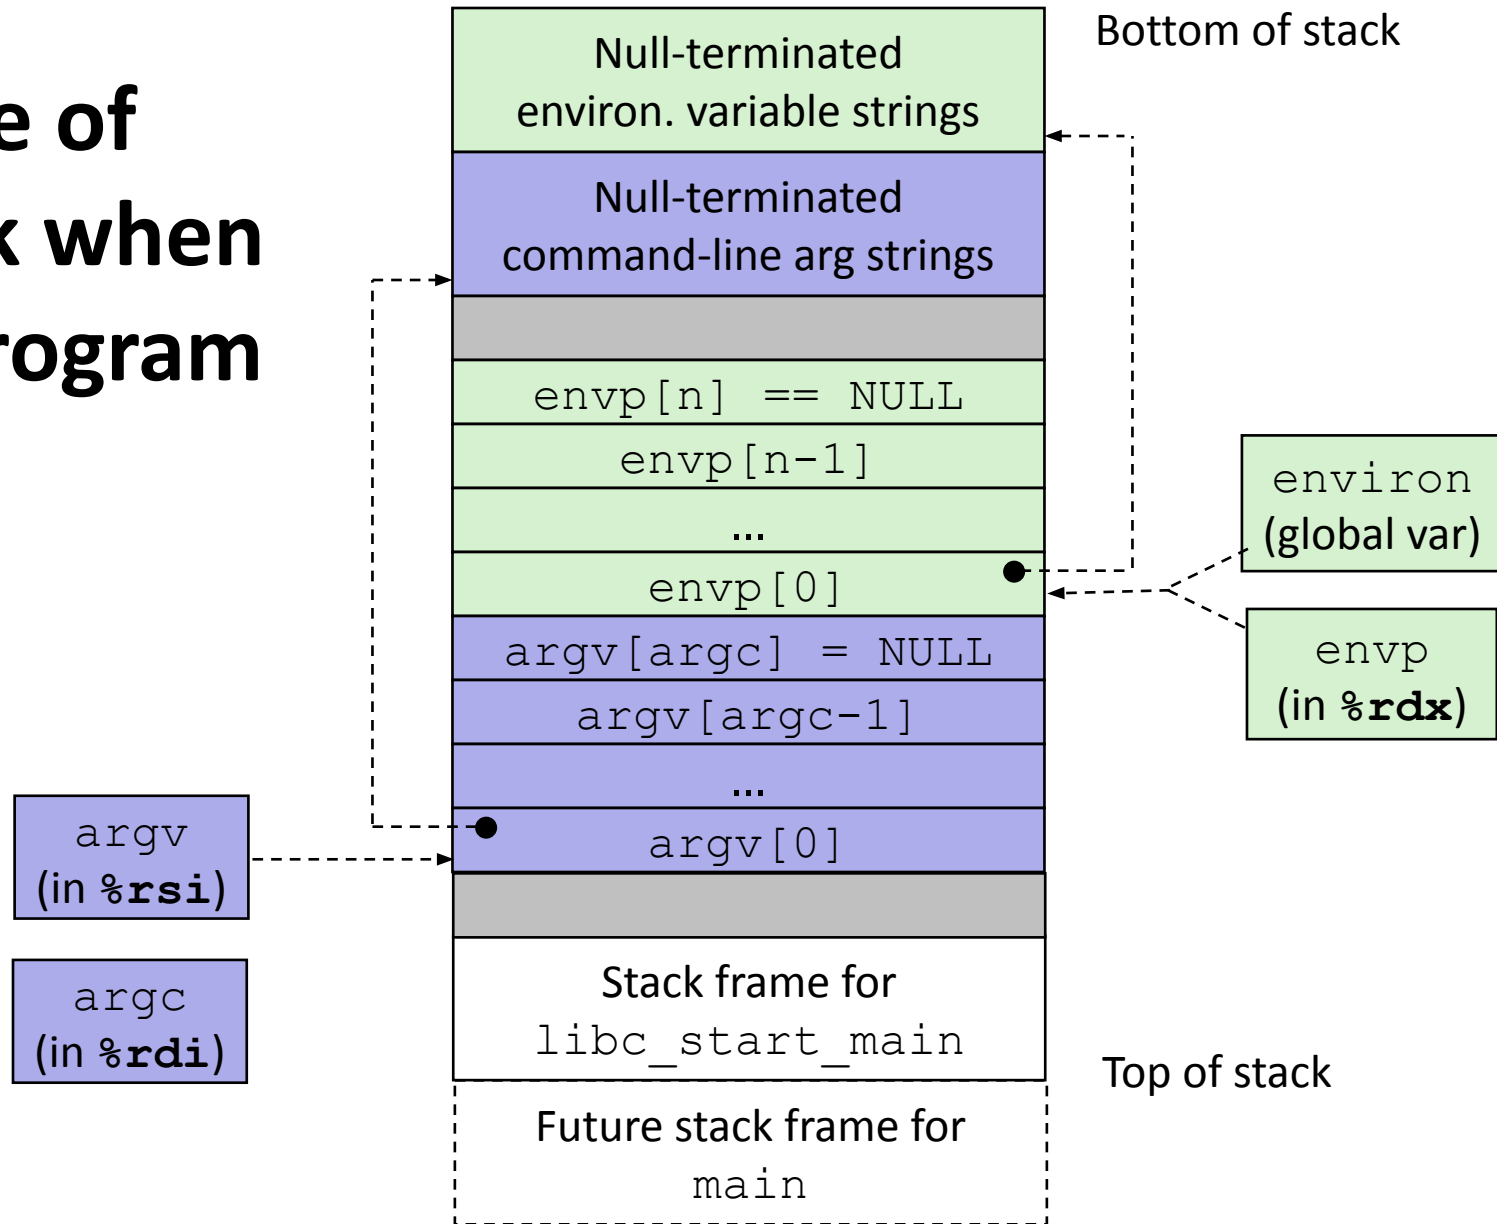 Bottom of stack
Null-terminated
environ. variable strings
of
when
Null-terminated
command-line arg strings
envp[n] == NULL
envp[n-1]
...
envp[0]
environ
(global var)
envp
(in %rdx)
argv[argc] = NULL
argv[argc-1]
...
argv[0]
argv
(in %rsi)
argc
(in %rdi)
Stack frame for
libc_start_main
Top of stack
Future stack frame for
main